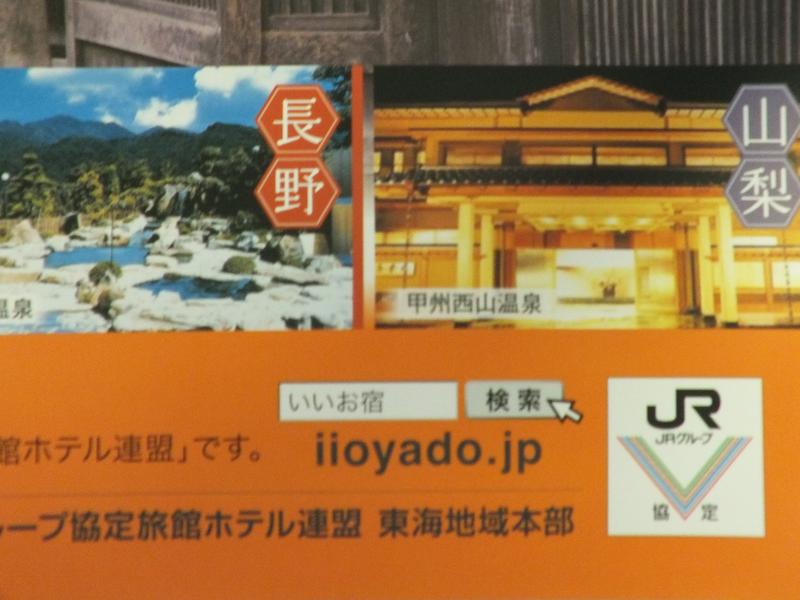 長野
山梨
温泉
甲州西山温泉
いいお宿 検索
館ホテル連盟」です。
iioyado.jp
JR
JRグループ
協定
ループ協定旅館ホテル連盟 東海地域本部